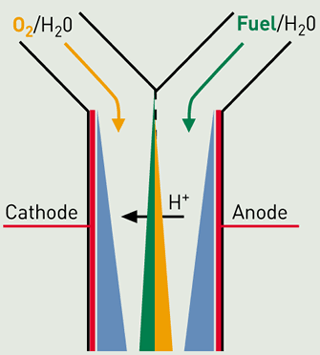 O₂/H₂0
Fuel/H₂0
H⁺
Cathode
Anode